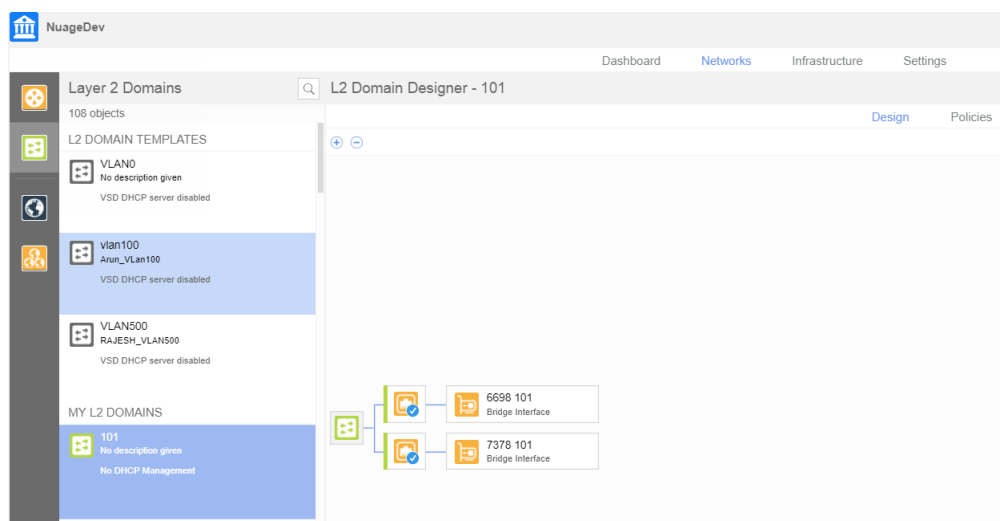 NuageDev
Dashboard Networks Infrastructure Settings
Layer 2 Domains
L2 Domain Designer - 101
108 objects
Design Policies
L2 DOMAIN TEMPLATES
VLAN0
No description given
VSD DHCP server disabled
vlan100
Arun_VLan100
VSD DHCP server disabled
VLAN500
RAJESH_VLAN500
VSD DHCP server disabled
MY L2 DOMAINS
101
No description given
No DHCP Management
6698 101
Bridge Interface
7378 101
Bridge Interface